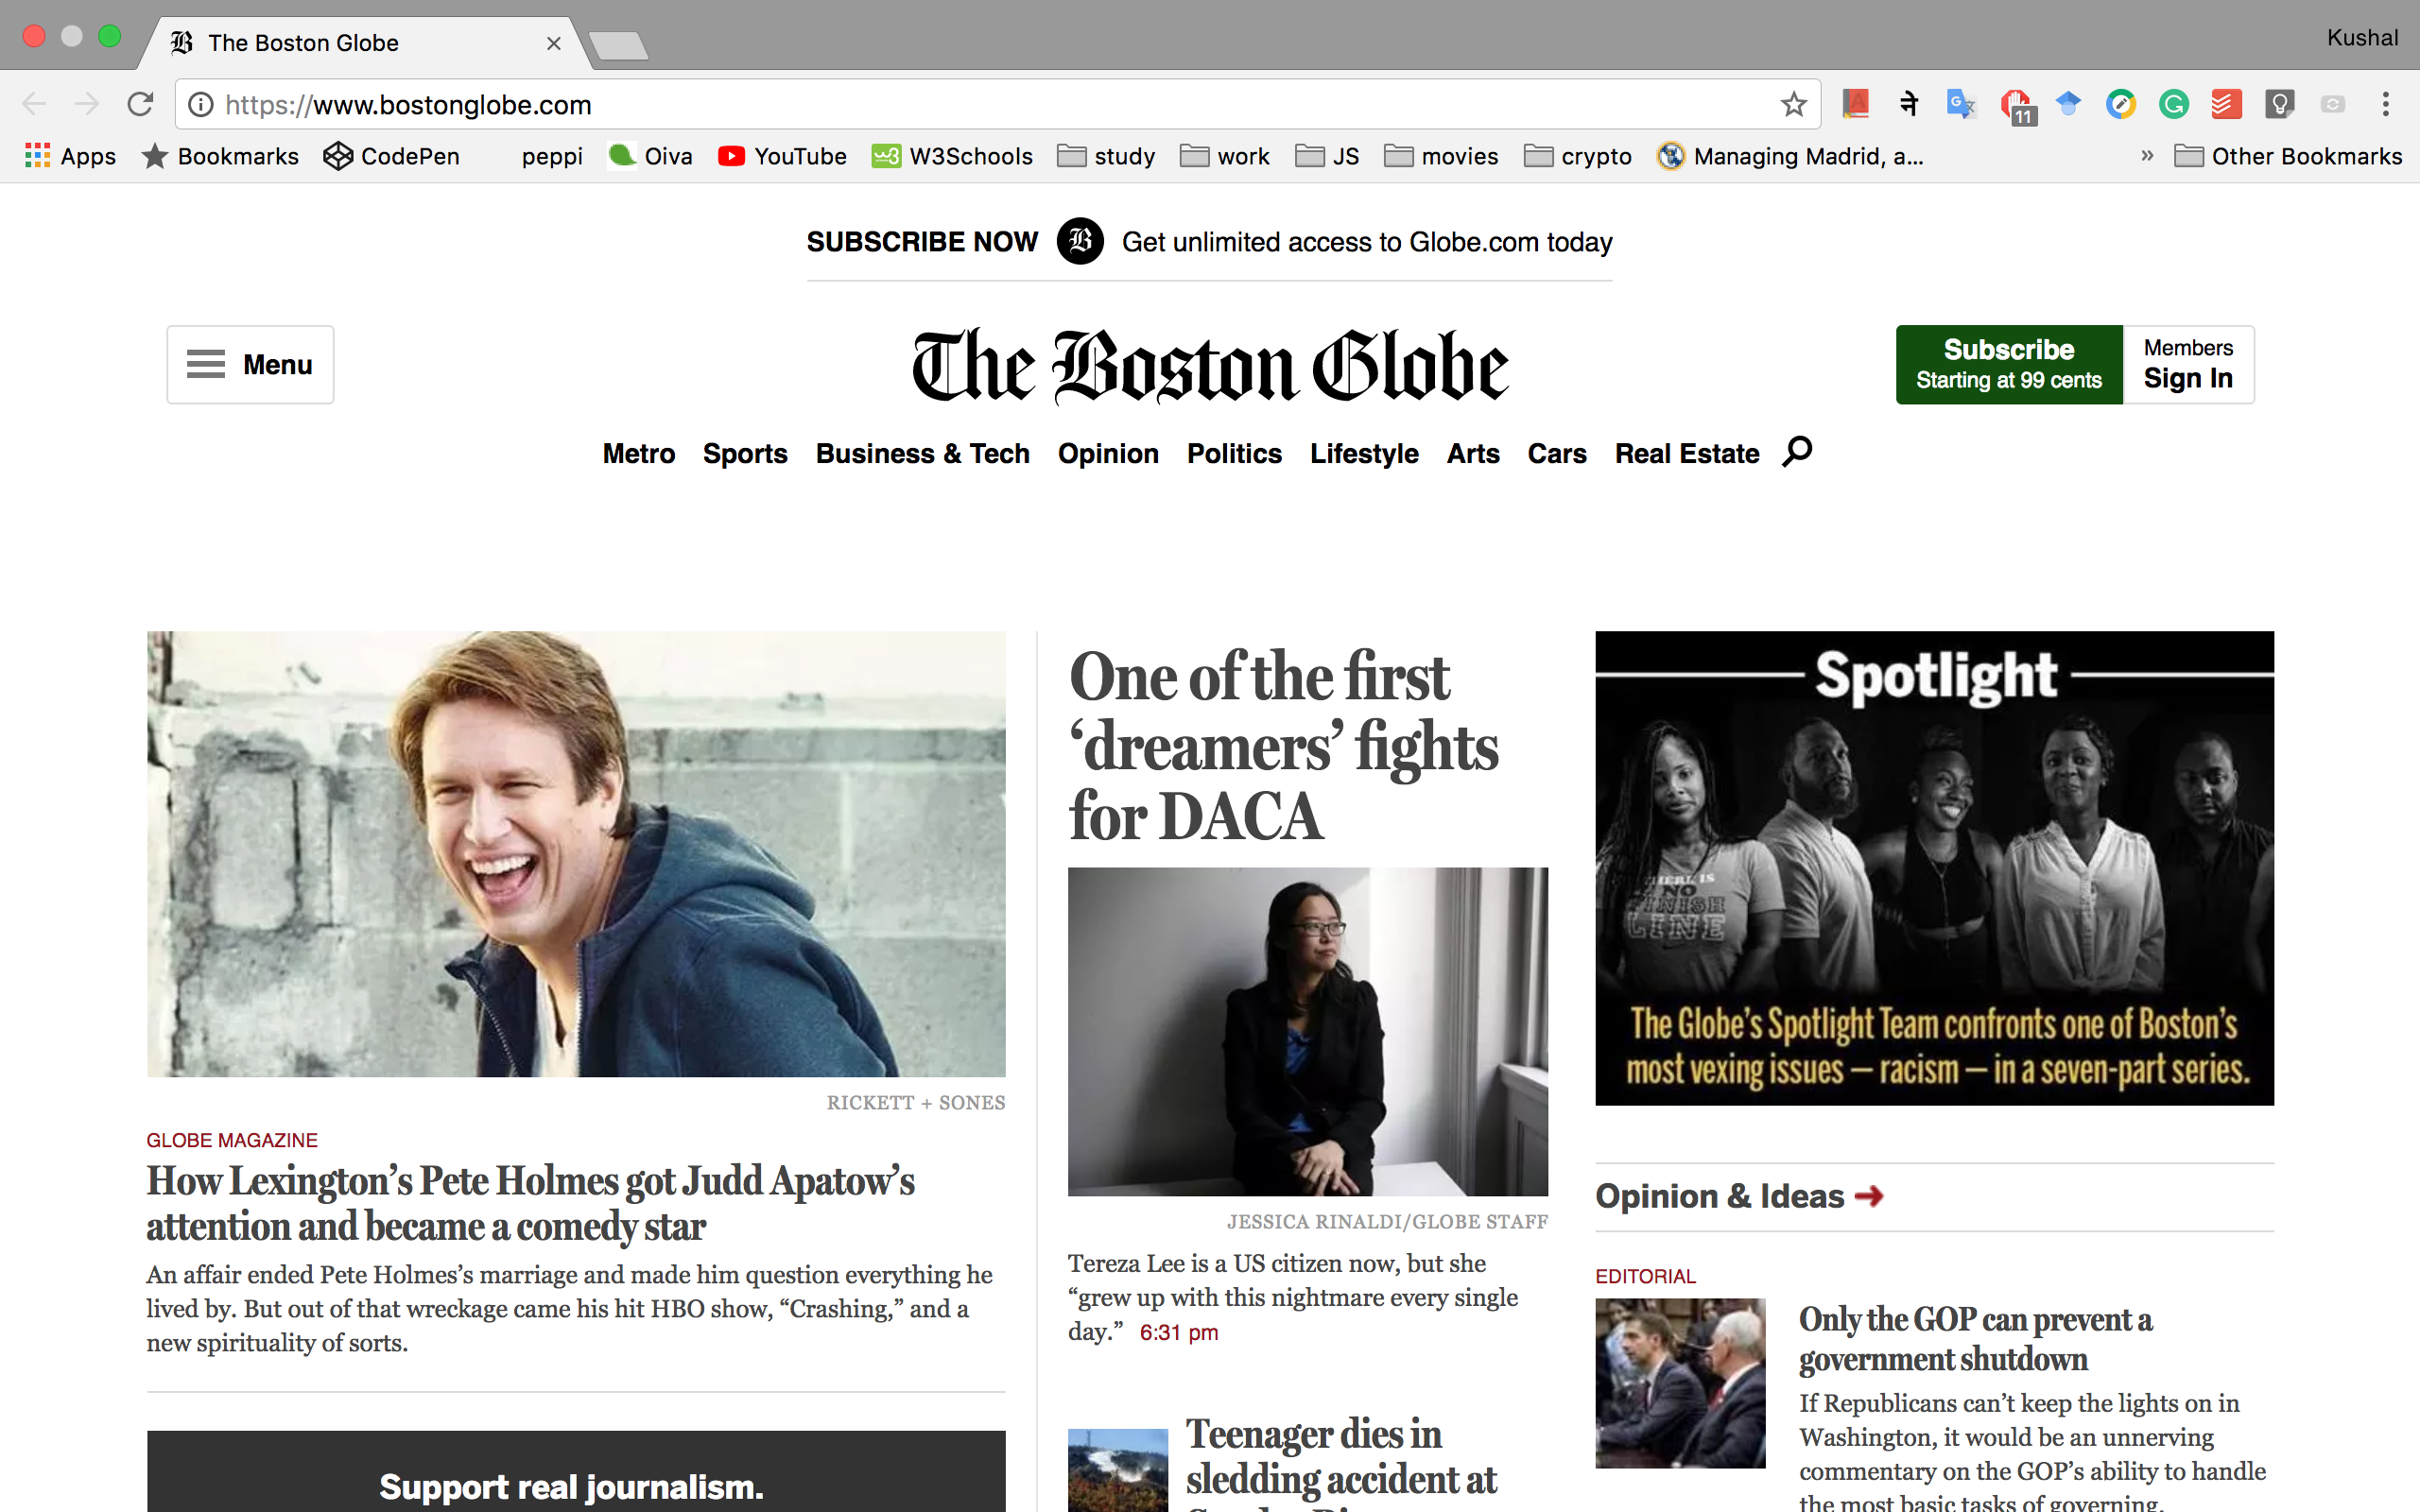 The Boston Glove
Kushal
https://www.bostonglobe.com
11
Apps Bookmarks CodePen peppi Oiva YouTube W3Schools study work JS movies crypto Managing Madrid, a... » Other Bookmarks
SUBSCRIBE NOW B Get unlimited access to Globe.com today
Menu
The Boston Globe
Subscribe
Starting at 99 cents
Members
Sign In
Metro Sports Business & Tech Opinion Politics Lifestyle Arts Cars Real Estate
RICKETT + SONES
GLOBE MAGAZINE
How Lexington’s Pete Holmes got Judd Apatow’s
attention and became a comedy star
An affair ended Pete Holmes’s marriage and made him question everything he
lived by. But out of that wreckage came his hit HBO show, “Crashing,” and a
new spirituality of sorts.
Support real journalism.
One of the first
‘dreamers’ fights
for DACA
JESSICA RINALDI/GLOBE STAFF
Tereza Lee is a US citizen now, but she
“grew up with this nightmare every single
day.” 6:31 pm
Teenager dies in
sledding accident at
Spotlight
THERE IS
NO
FINISH
LINE
The Globe’s Spotlight Team confronts one of Boston’s
most vexing issues — racism — in a seven-part series.
Opinion & Ideas
EDITORIAL
Only the GOP can prevent a
government shutdown
If Republicans can’t keep the lights on in
Washington, it would be an unnerving
commentary on the GOP’s ability to handle
the most basic tasks of governing.